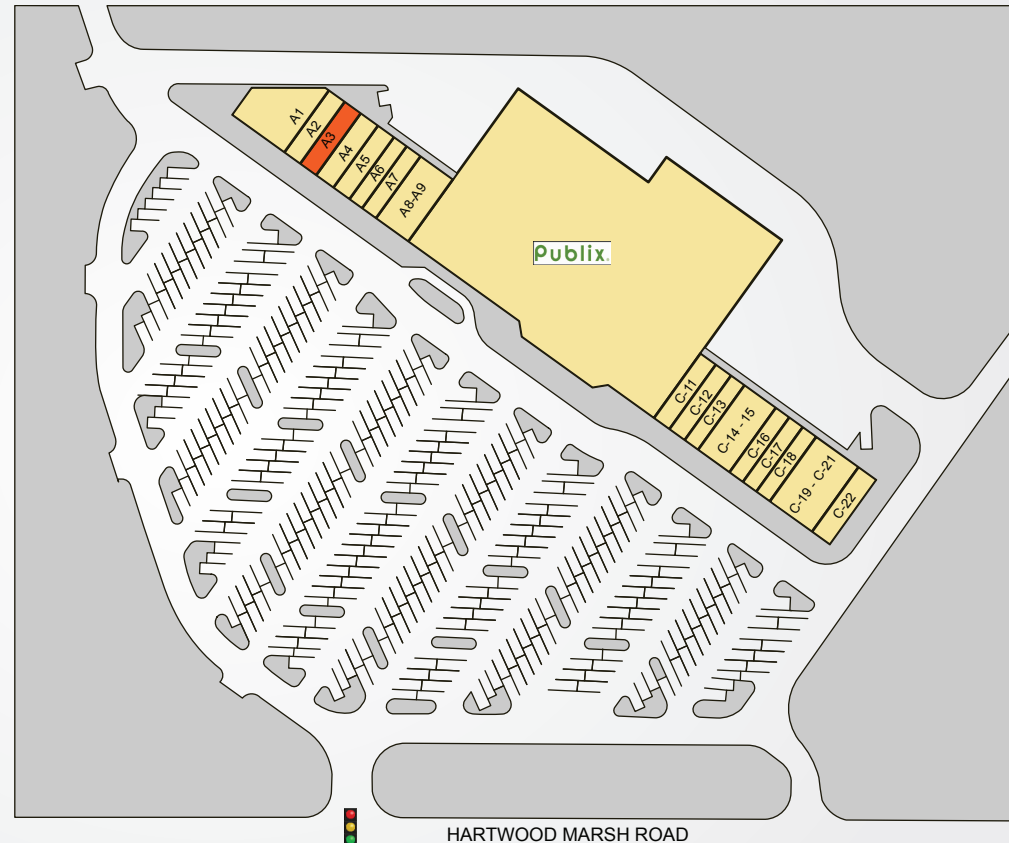 A1
A2
A3
A4
A5
A6
A7
A8-A9
Publix.
C-11
C-12
C-13
C-14 - 15
C-16
C-17
C-18
C-19 - C-21
C-22
HARTWOOD MARSH ROAD